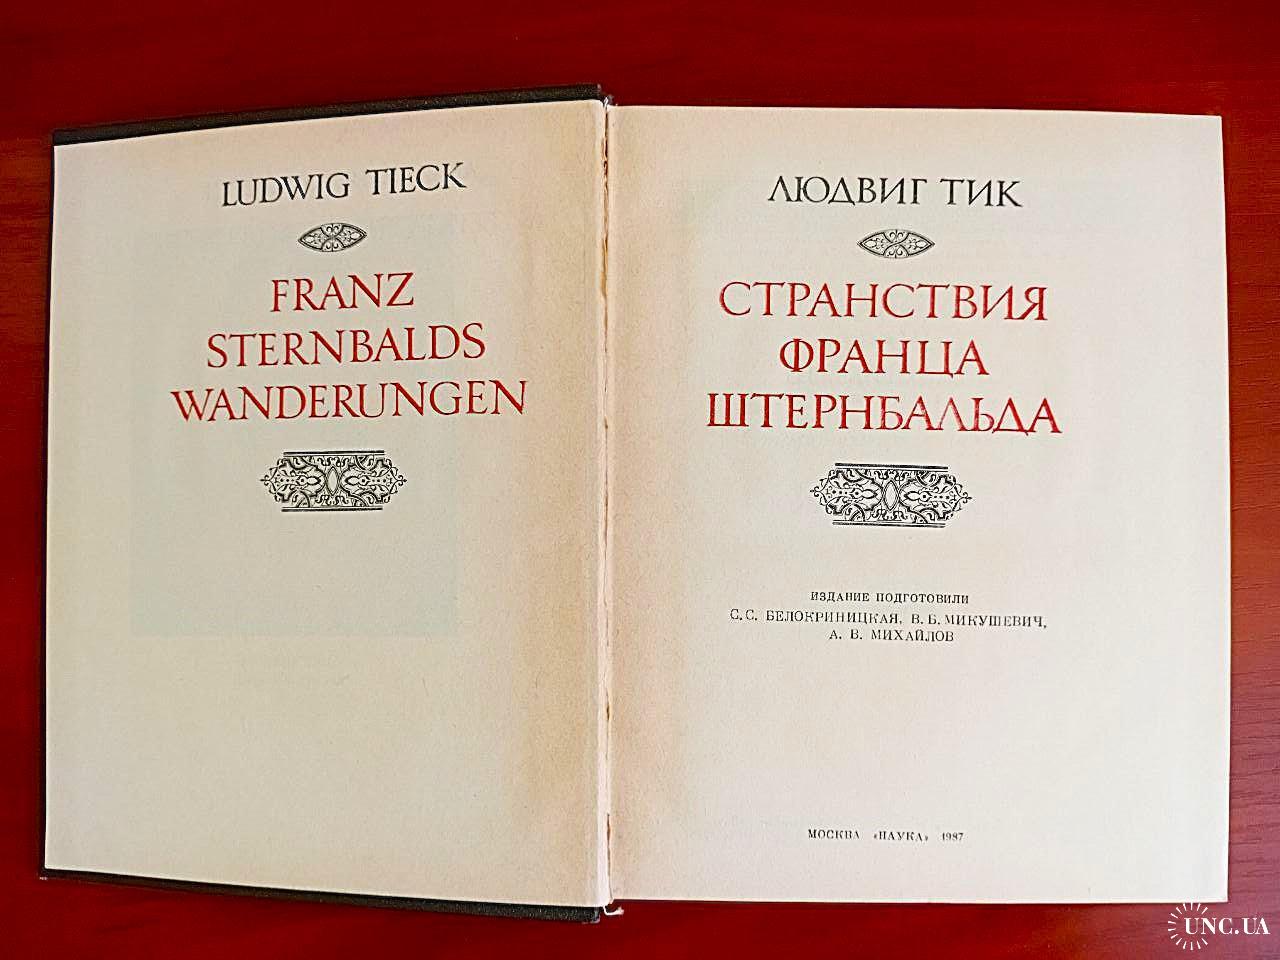 LUDWIG TIECK
FRANZ
STERNBALDS
WANDERUNGEN
ЛЮДВИГ ТИК
СТРАНСТВИЯ
ФРАНЦА
ШТЕРНБАЛЬДА
ИЗДАНИЕ ПОДГОТОВИЛИ
С. С. БЕЛОКРИНИЦКАЯ, В. Б. МИКУШЕВИЧ,
А. В. МИХАЙЛОВ
МОСКВА «НАУКА» 1987
UNC.UA